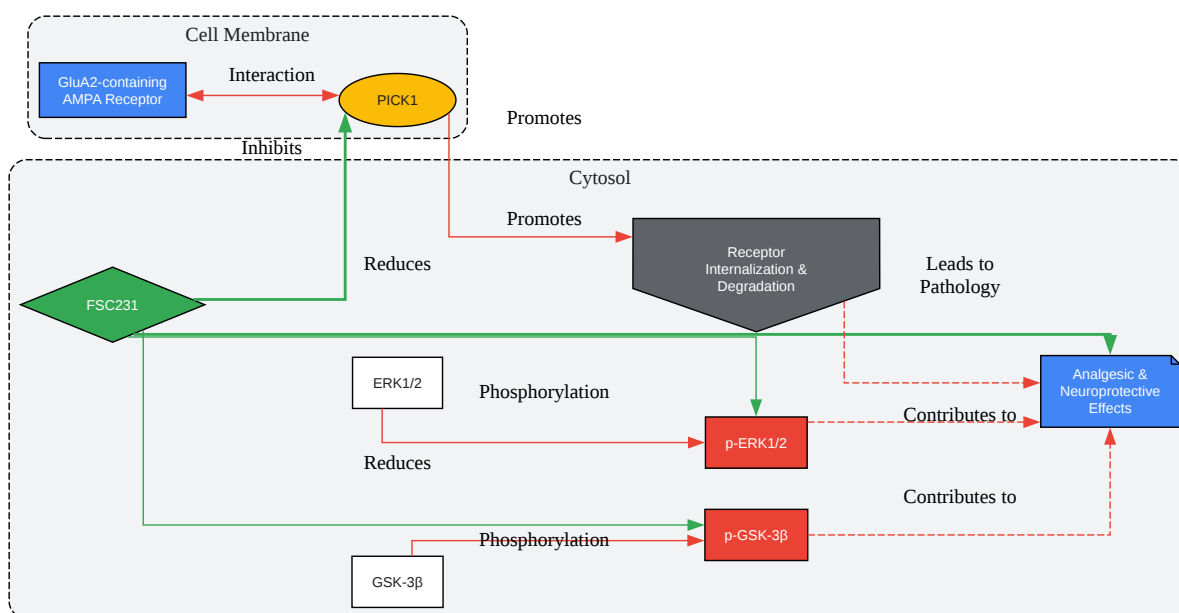 Cell Membrane
GluA2-containing
AMPA Receptor
Interaction
PICK1
Promotes
Inhibits
Cytosol
Promotes
Receptor
Internalization &
Degradation
Reduces
Leads to
Pathology
FSC231
ERK1/2
Phosphorylation
Analgesic &
Neuroprotective
Effects
Contributes to
p-ERK1/2
Reduces
Contributes to
p-GSK-3β
Phosphorylation
GSK-3β